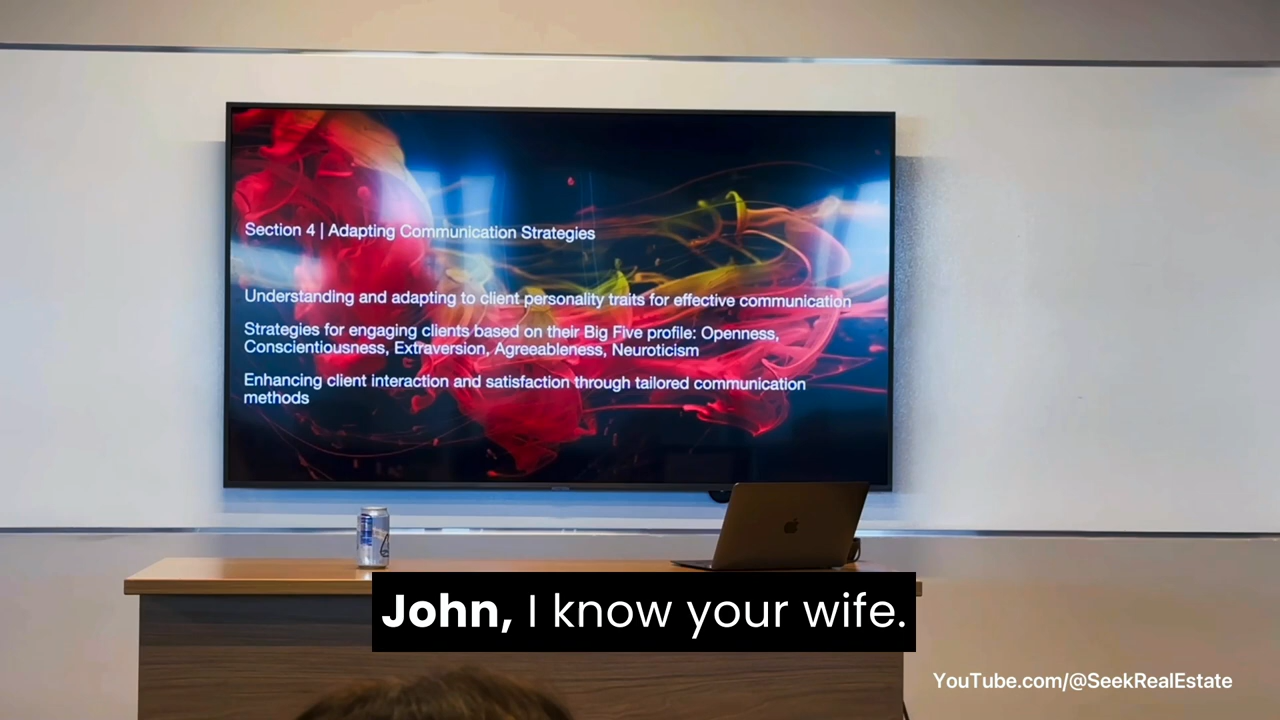 Section 4 | Adapting Communication Strategies
Understanding and adapting to client personality traits for effective communication
Strategies for engaging clients based on their Big Five profile: Openness,
Conscientiousness, Extraversion, Agreeableness, Neuroticism
Enhancing client interaction and satisfaction through tailored communication
methods
John, I know your wife.
YouTube.com/@SeekRealEstate